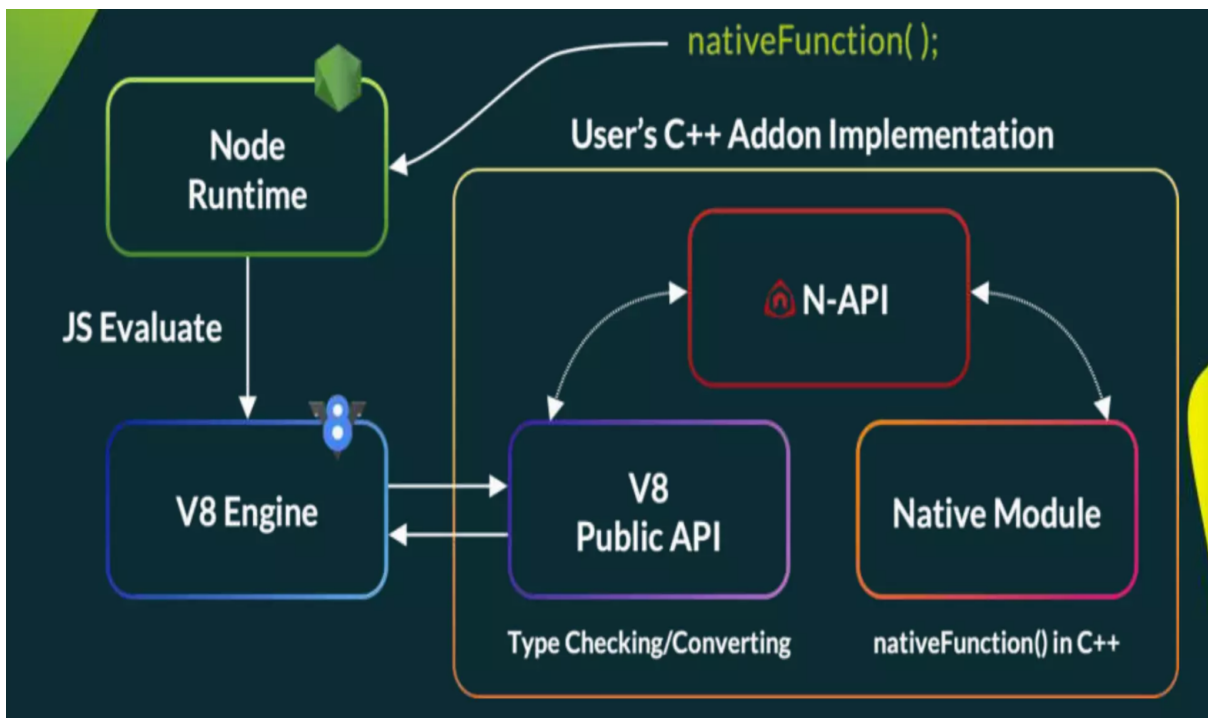 nativeFunction( );
Node
Runtime
User's C++ Addon Implementation
N-API
JS Evaluate
V8 Engine
V8
Public API
Native Module
Type Checking/Converting
nativeFunction() in C++